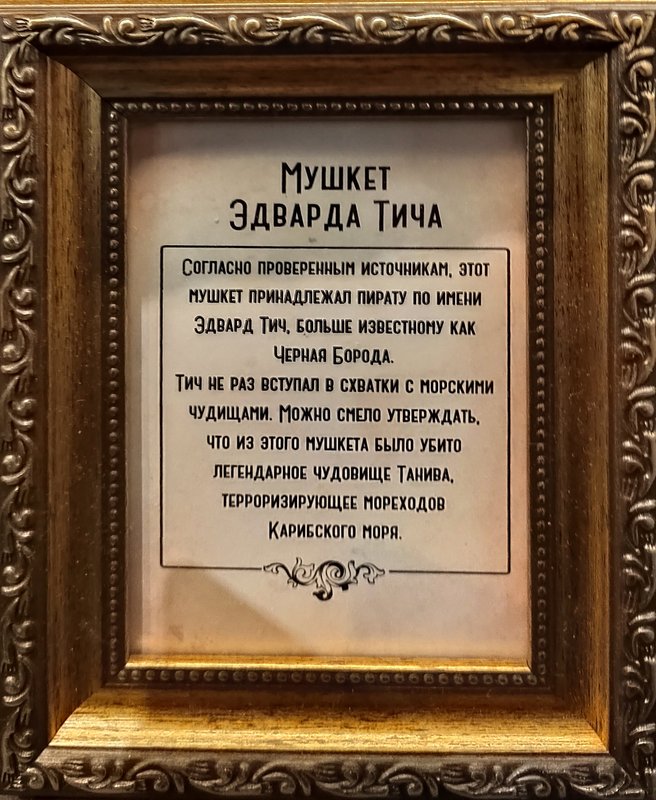 Мушкет
Эдварда Тича
Согласно проверенным источникам, этот
мушкет принадлежал пирату по имени
Эдвард Тич, больше известному как
Черная Борода.
Тич не раз вступал в схватки с морскими
чудищами. Можно смело утверждать,
что из этого мушкета было убито
легендарное чудовище Танива,
терроризирующее мореходов
Карибского моря.